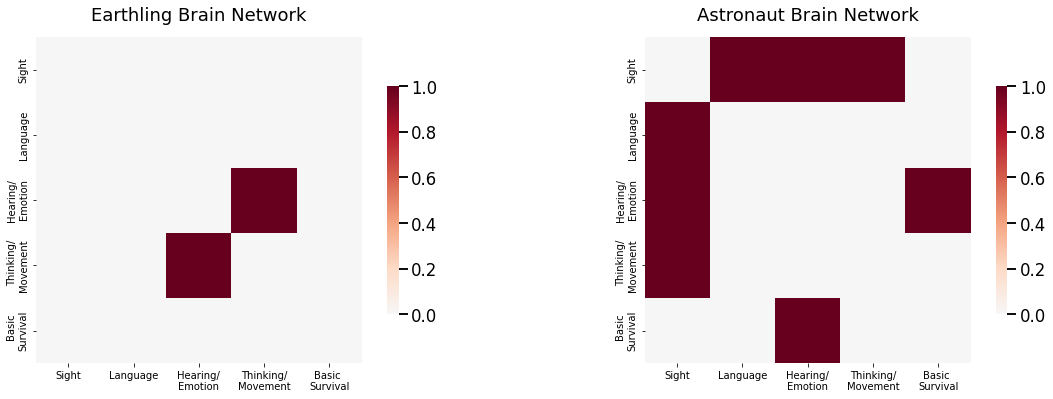 Earthling Brain Network
Sight
Language
Hearing/
Emotion
Thinking/
Movement
Basic
Survival
Sight
Language
Hearing/
Emotion
Thinking/
Movement
Basic
Survival
1.0
0.8
0.6
0.4
0.2
0.0
Astronaut Brain Network
Sight
Language
Hearing/
Emotion
Thinking/
Movement
Basic
Survival
Sight
Language
Hearing/
Emotion
Thinking/
Movement
Basic
Survival
1.0
0.8
0.6
0.4
0.2
0.0